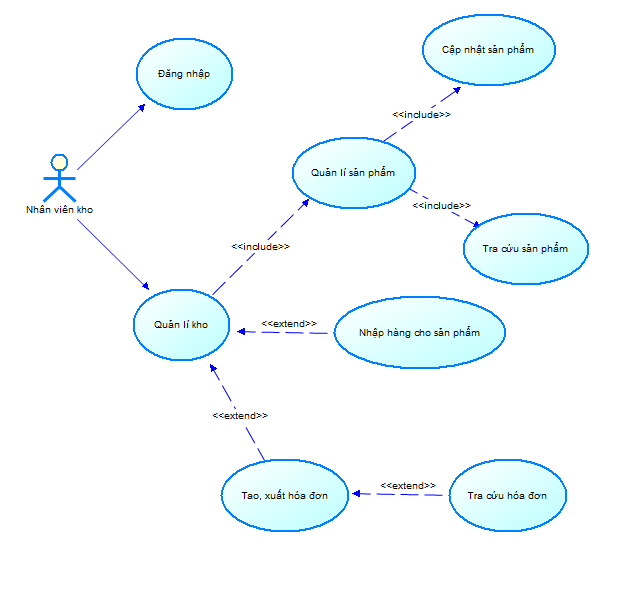 Cập nhật sản phẩm
Đăng nhập
<<include>>
Quản lí sản phẩm
Nhân viên kho
<<include>>
<<include>>
Tra cứu sản phẩm
Quản lí kho
<<extend>>
Nhập hàng cho sản phẩm
<<extend>>
Tạo, xuất hóa đơn
<<extend>>
Tra cứu hóa đơn